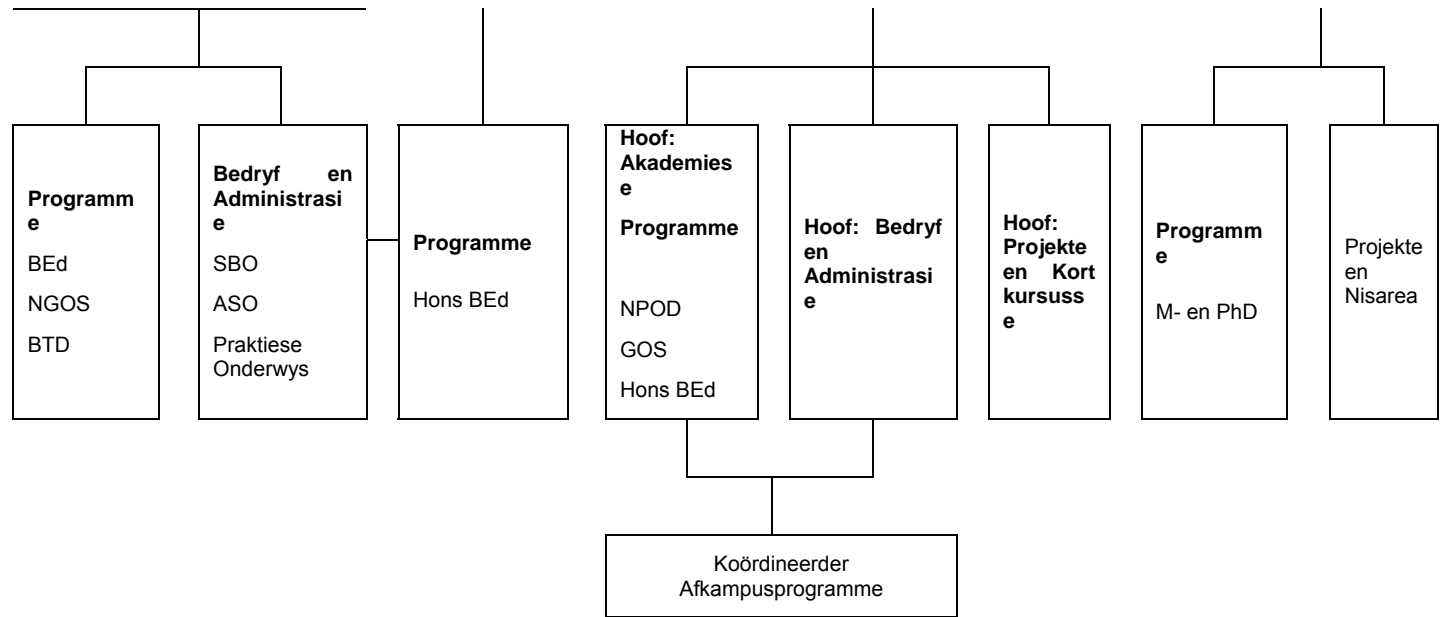 Programm
e
BEd
NGOS
BTD
Bedryf en
Administrasi
e
SBO
ASO
Praktiese
Onderwys
Programme
Hons BEd
Hoof:
Akademies
e
Programme
NPOD
GOS
Hons BEd
Hoof: Bedryf
en
Administrasi
e
Hoof:
Projekte
en Kort
kursuss
e
Programm
e
M- en PhD
Projekte
en
Nisarea
Koördineerder
Afkampusprogramme